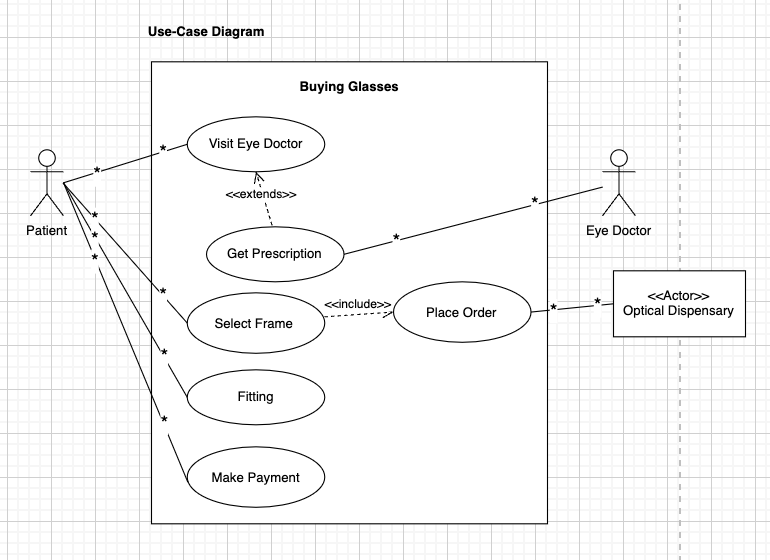 Use-Case Diagram
Buying Glasses
Visit Eye Doctor
*
*
<<extends>>
Patient
Eye Doctor
*
*
Get Prescription
*
*
*
*
<<include>>
Select Frame
Place Order
*
*
<<Actor>>
Optical Dispensary
*
Fitting
*
Make Payment